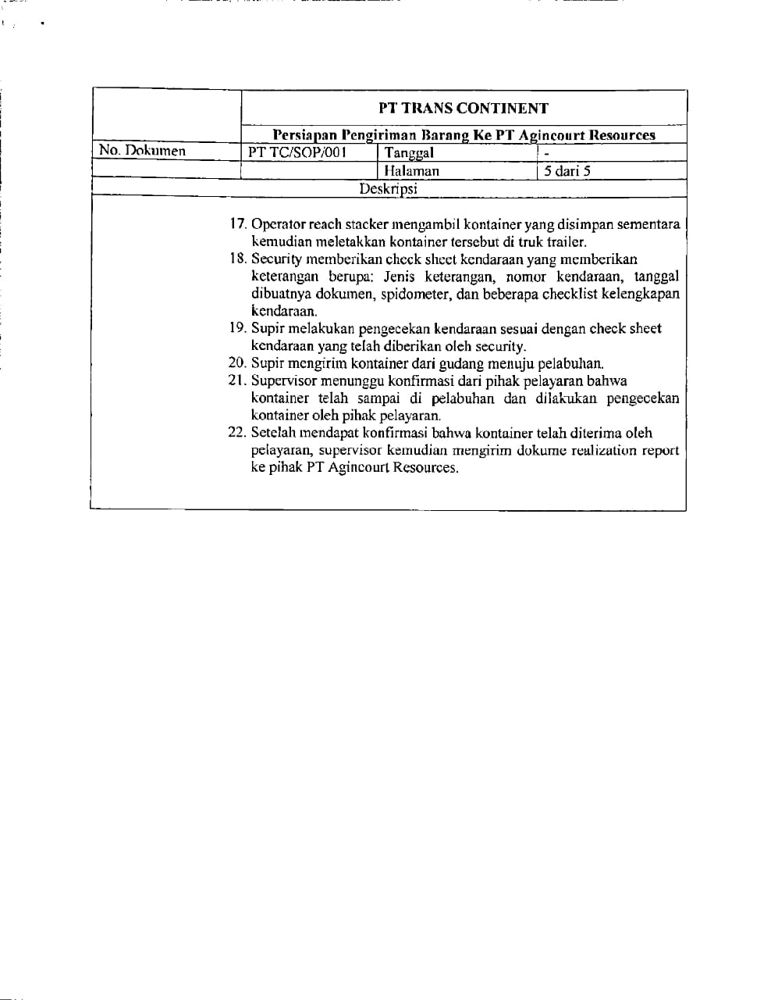 PT TRANS CONTINENT
Persiapan Pengiriman Barang Ke PT Agincourt Resources
No. Dokumen PT TC/SOP/001 Tanggal -
Halaman 5 dari 5
Deskripsi
17. Operator reach stacker mengambil kontainer yang disimpan sementara
kemudian meletakkan kontainer tersebut di truk trailer.
18. Security memberikan check sheet kendaraan yang memberikan
keterangan berupa: Jenis keterangan, nomor kendaraan, tanggal
dibuatnya dokumen, spidometer, dan beberapa checklist kelengkapan
kendaraan.
19. Supir melakukan pengecekan kendaraan sesuai dengan check sheet
kendaraan yang telah diberikan oleh security.
20. Supir mengirim kontainer dari gudang menuju pelabuhan.
21. Supervisor menunggu konfirmasi dari pihak pelayaran bahwa
kontainer telah sampai di pelabuhan dan dilakukan pengecekan
kontainer oleh pihak pelayaran.
22. Setelah mendapat konfirmasi bahwa kontainer telah diterima oleh
pelayaran, supervisor kemudian mengirim dokume realization report
ke pihak PT Agincourt Resources.